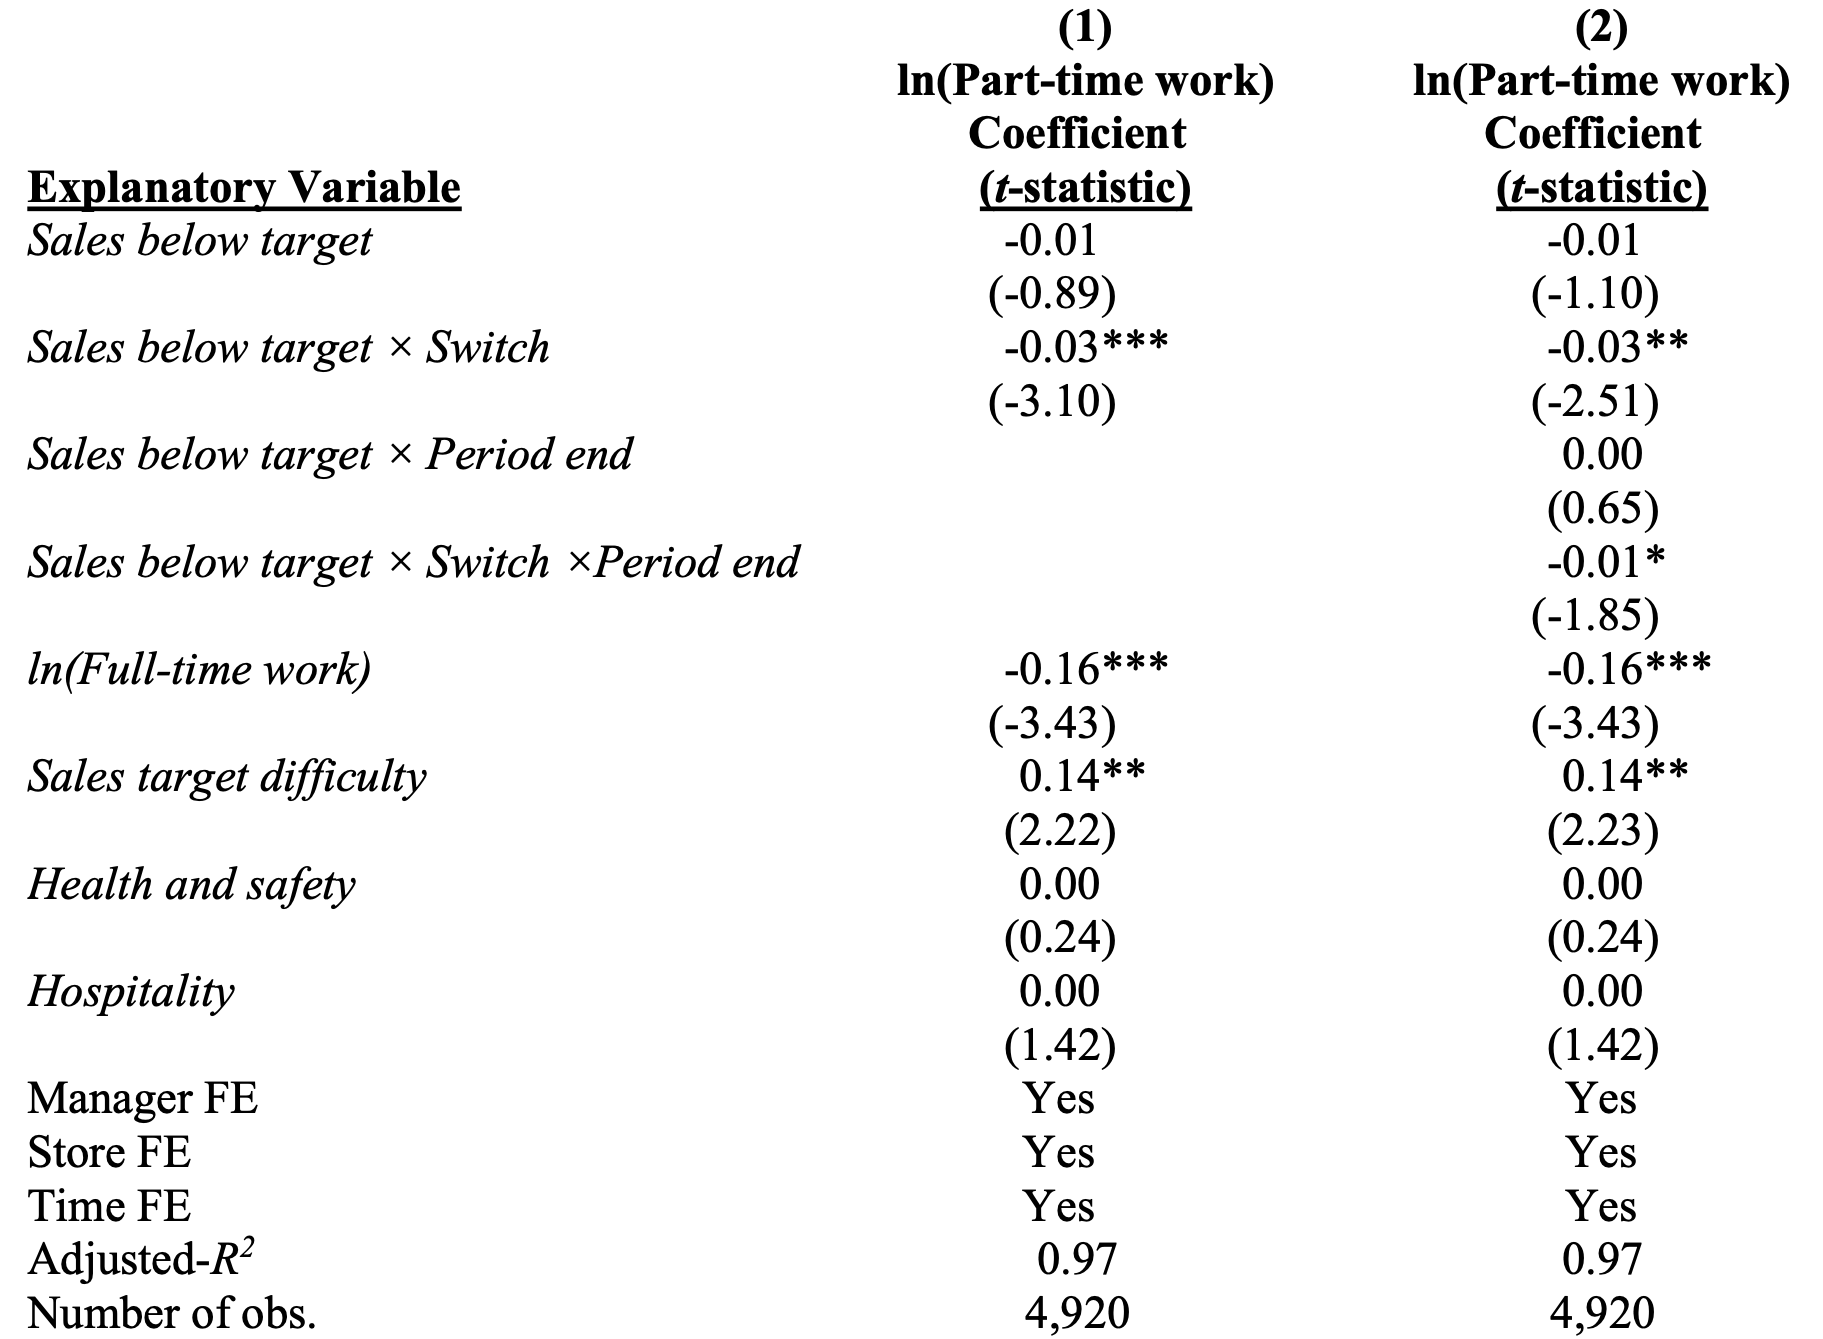 (1) (2)
ln(Part-time work) ln(Part-time work)
Coefficient Coefficient
Explanatory Variable (t-statistic) (t-statistic)
Sales below target -0.01 -0.01
(-0.89) (-1.10)
Sales below target × Switch -0.03*** -0.03**
(-3.10) (-2.51)
Sales below target × Period end 0.00
(0.65)
Sales below target × Switch ×Period end -0.01*
(-1.85)
ln(Full-time work) -0.16*** -0.16***
(-3.43) (-3.43)
Sales target difficulty 0.14** 0.14**
(2.22) (2.23)
Health and safety 0.00 0.00
(0.24) (0.24)
Hospitality 0.00 0.00
(1.42) (1.42)
Manager FE Yes Yes
Store FE Yes Yes
Time FE Yes Yes
Adjusted-R² 0.97 0.97
Number of obs. 4,920 4,920